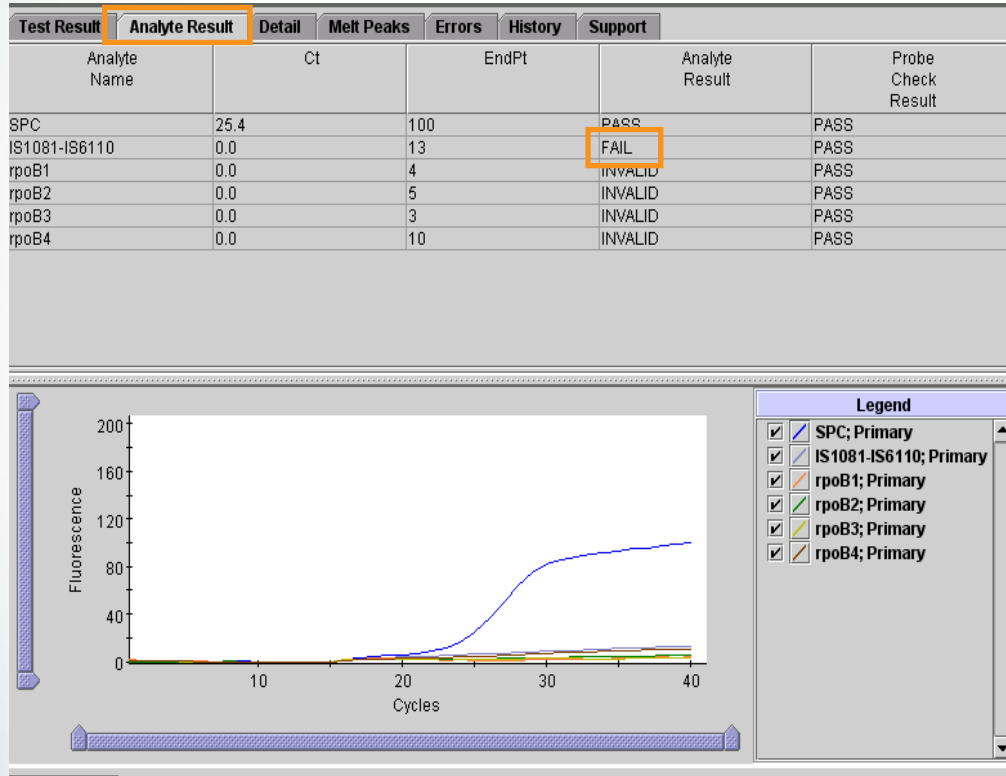 Test Result Analyte Result Detail Melt Peaks Errors History Support
Analyte Name Ct EndPt Analyte Result Probe Check Result
SPC 25.4 100 PASS PASS
IS1081-IS6110 0.0 13 FAIL PASS
rpoB1 0.0 4 INVALID PASS
rpoB2 0.0 5 INVALID PASS
rpoB3 0.0 3 INVALID PASS
rpoB4 0.0 10 INVALID PASS
200
160
120
80
40
0
Fluorescence
10 20 30 40
Cycles
Legend
SPC; Primary
IS1081-IS6110; Primary
rpoB1; Primary
rpoB2; Primary
rpoB3; Primary
rpoB4; Primary